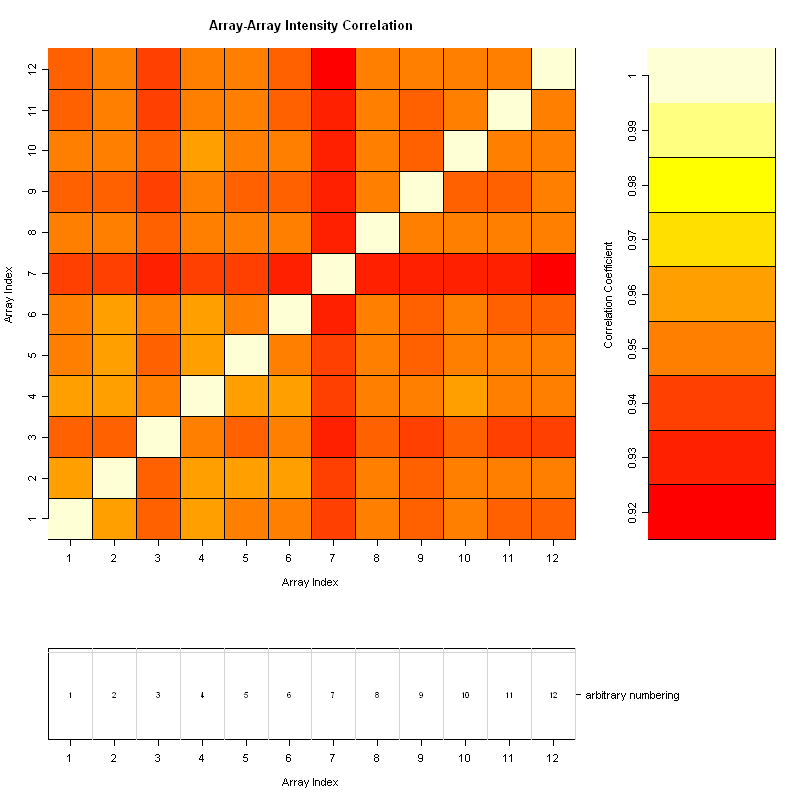 Array-Array Intensity Correlation
12
11
10
9
8
7
6
5
4
3
2
1
Array Index
1 2 3 4 5 6 7 8 9 10 11 12
Array Index
1
0.99
0.98
0.97
0.96
0.95
0.94
0.93
0.92
Correlation Coefficient
1 2 3 4 5 6 7 8 9 10 11 12
arbitrary numbering
1 2 3 4 5 6 7 8 9 10 11 12
Array Index